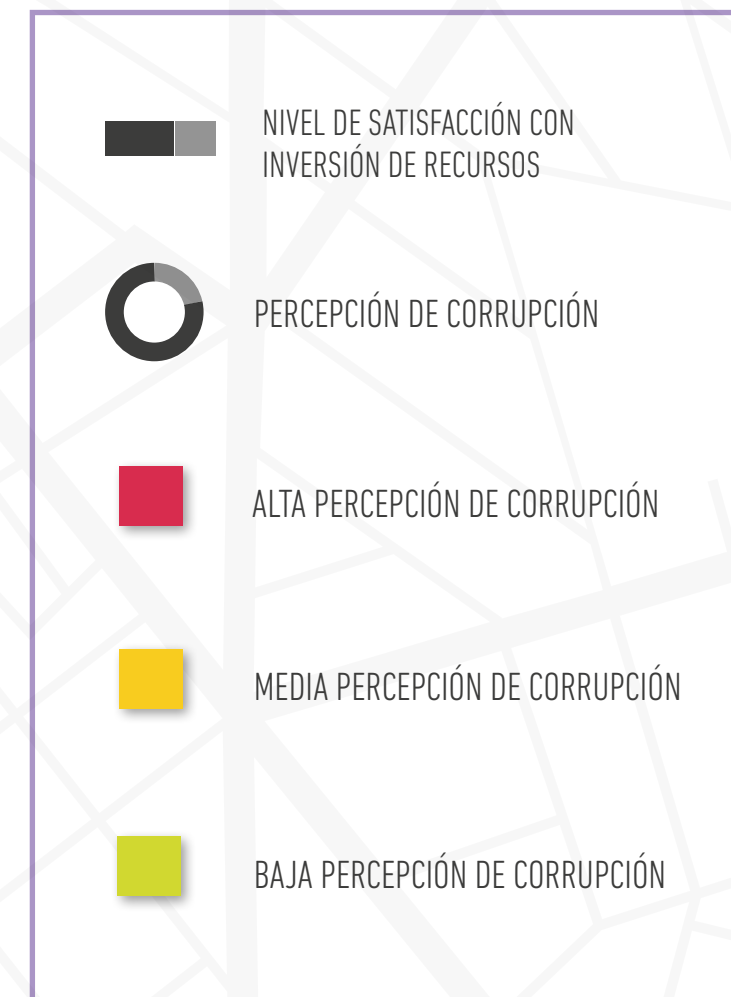 NIVEL DE SATISFACCIÓN CON
INVERSIÓN DE RECURSOS
PERCEPCIÓN DE CORRUPCIÓN
ALTA PERCEPCIÓN DE CORRUPCIÓN
MEDIA PERCEPCIÓN DE CORRUPCIÓN
BAJA PERCEPCIÓN DE CORRUPCIÓN